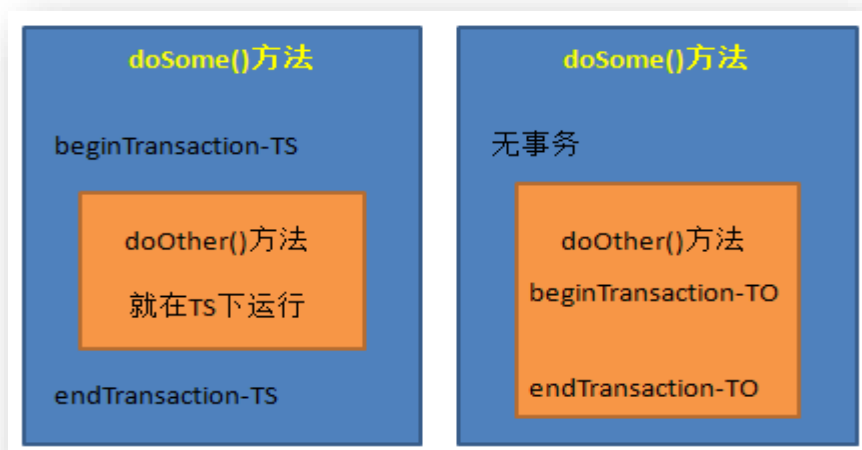 doSome()方法
beginTransaction-TS
doOther()方法
就在TS下运行
endTransaction-TS
doSome()方法
无事务
doOther()方法
beginTransaction-TO
endTransaction-TO